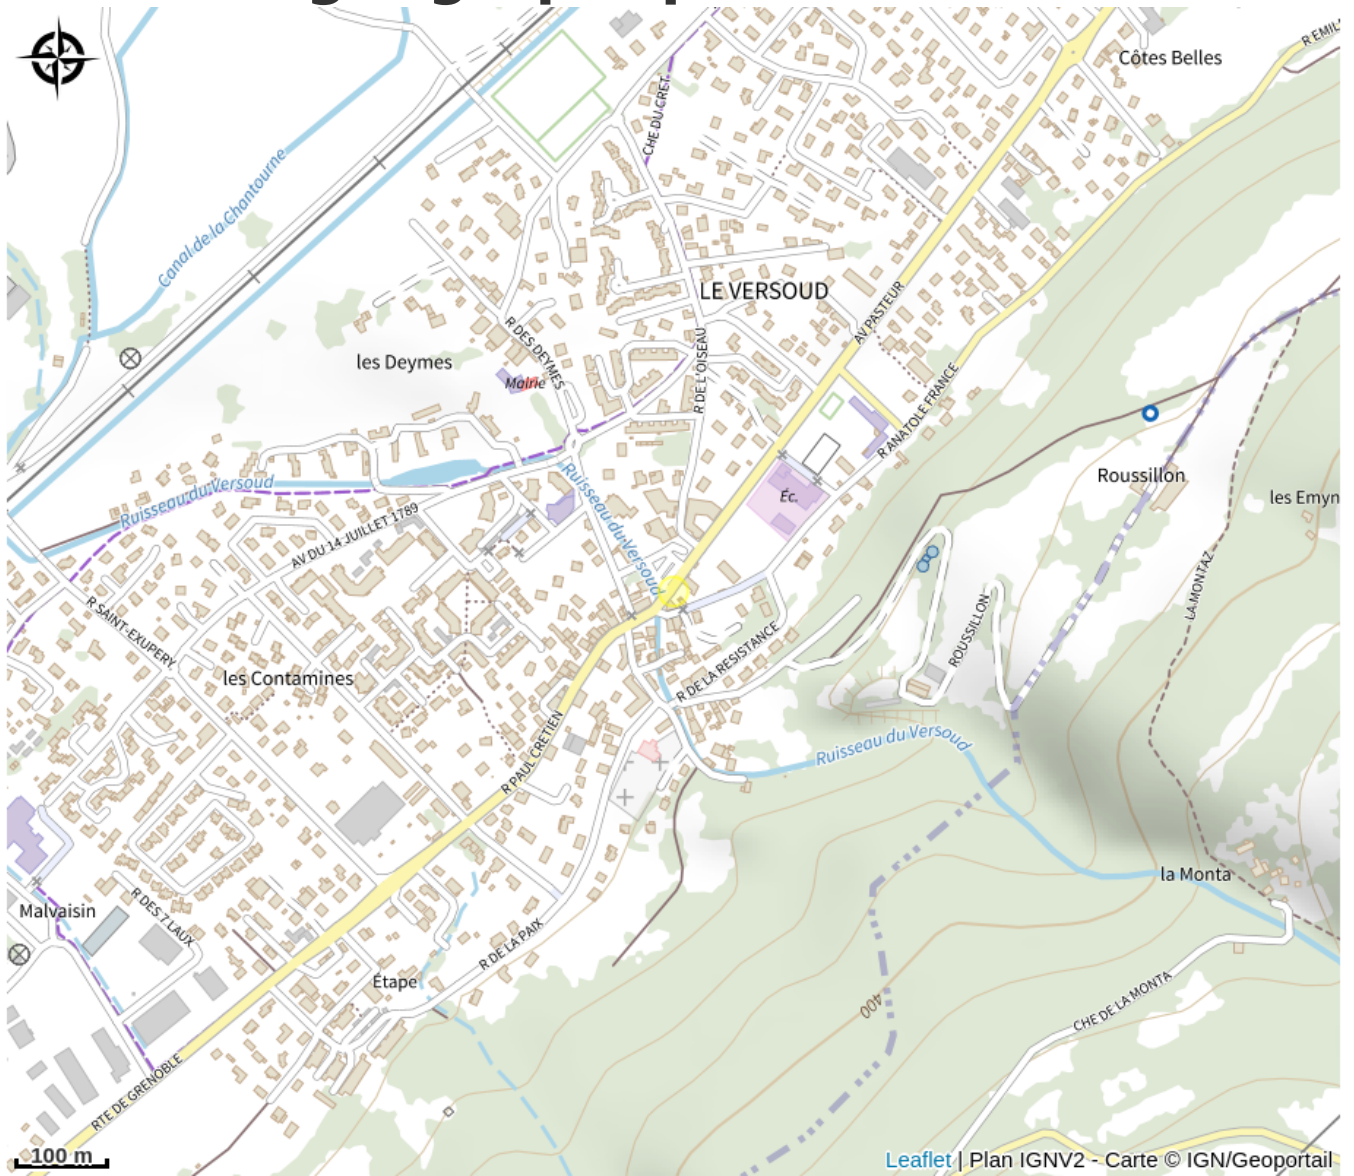 R EMIL
Côtes Belles
CHE DU CRET
Canal de la Chantourne
LE VERSOUD
AV PASTEUR
R DES DEYMES
les Deymes
Mairie
R DE L'OISEAU
R ANATOLE FRANCE
Roussillon
Éc.
les Emyn
Ruisseau du Versoud
Ruisseau du Versoud
AV DU 14 JUILLET 1789
LA MONTAZ
R SAINT-EXUPERY
ROUSSILLON
R DE LA RESISTANCE
les Contamines
R PAUL CRETIEN
Ruisseau du Versoud
la Monta
Malvaisin
R DES 7 LAUX
R DE LA PAIX
Étape
400
CHE DE LA MONTA
RTE DE GRENOBLE
100 m
Leaflet | Plan IGNV2 - Carte © IGN/Geoportail